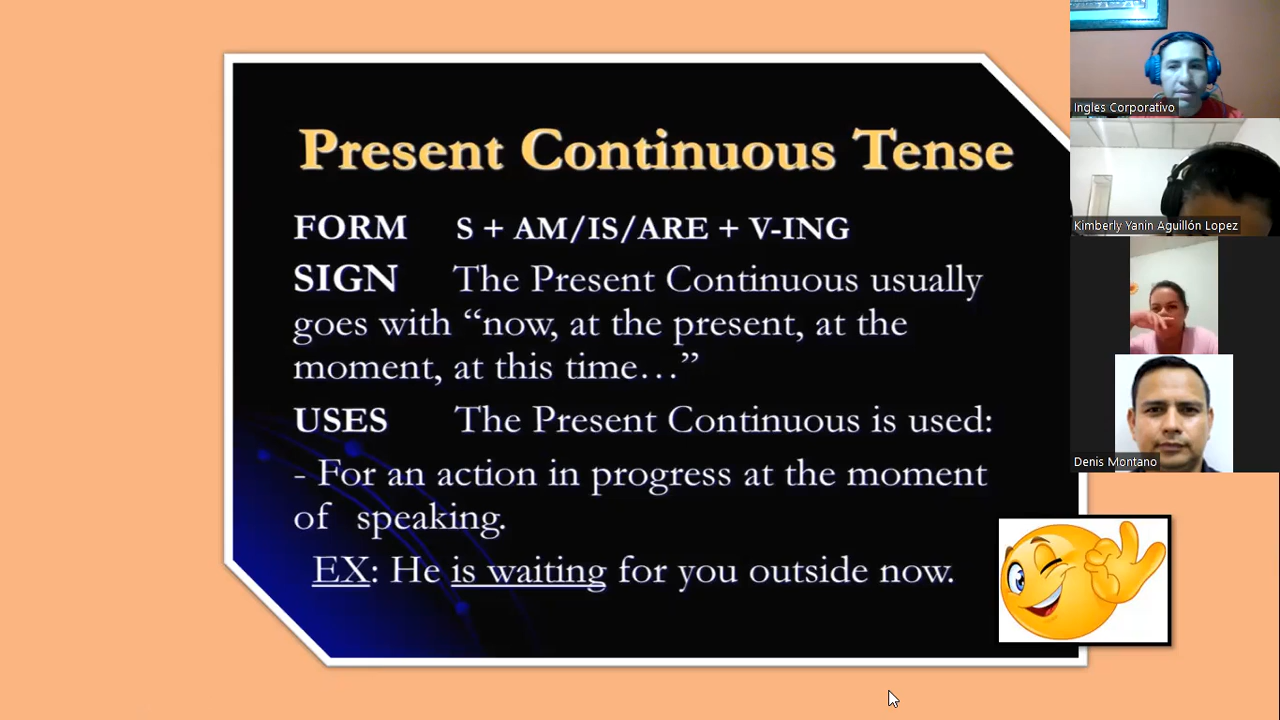 Present Continuous Tense
FORM S + AM/IS/ARE + V-ING
SIGN The Present Continuous usually
goes with “now, at the present, at the
moment, at this time…”
USES The Present Continuous is used:
- For an action in progress at the moment
of speaking.
EX: He is waiting for you outside now.
Ingles Corporativo
Kimberly Yanin Aguillón Lopez
Denis Montano